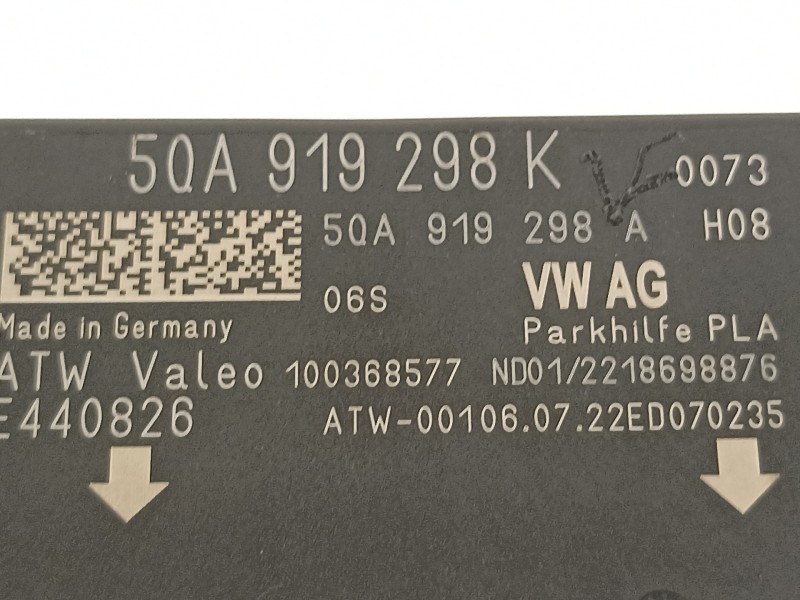 5QA 919 298 K 0073
5QA 919 298 A H08
06S VW AG
Made in Germany Parkhilfe PLA
ATW Valeo 100368577 ND01/2218698876
E440826 ATW-00106.07.22ED070235